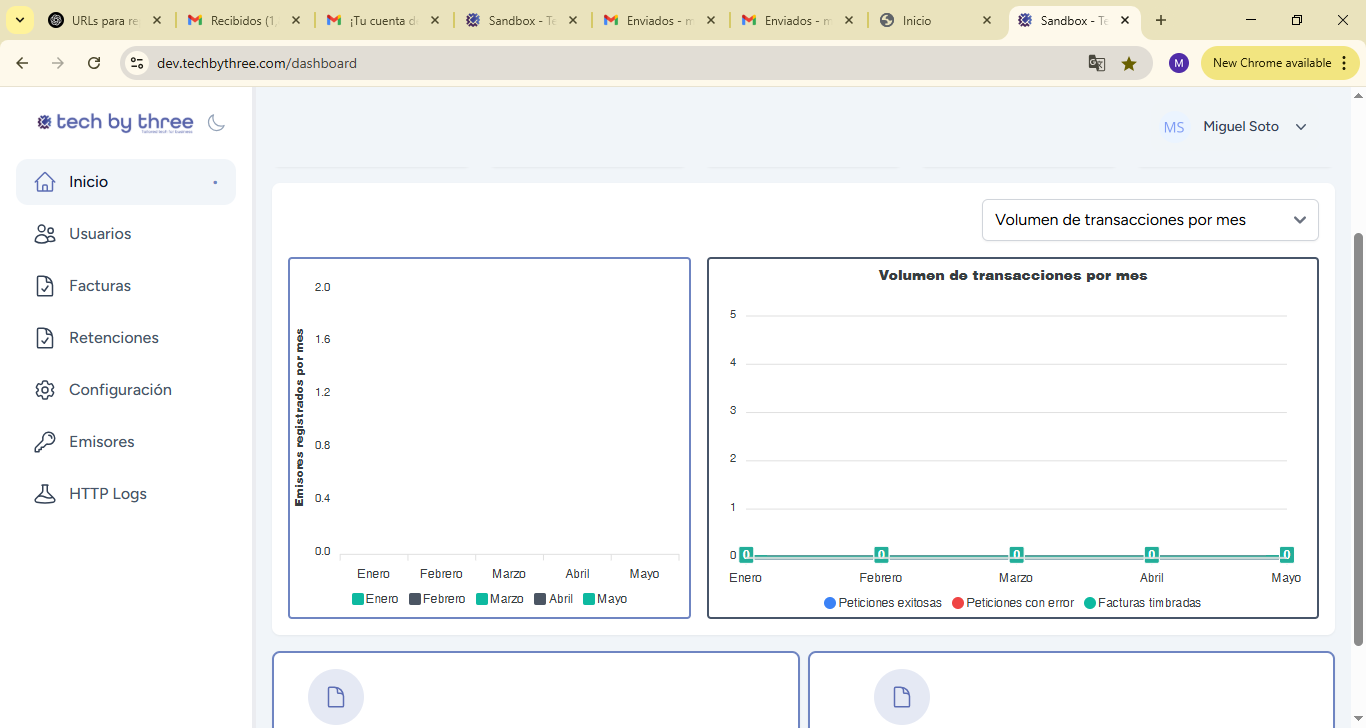 URLs para re
Recibidos (1,
¡Tu cuenta d
Sandbox - Te
Enviados - m
Enviados - m
Inicio
Sandbox - Te
dev.techbythree.com/dashboard
M
New Chrome available
tech by three
MS
Miguel Soto
Inicio
Usuarios
Facturas
Retenciones
Configuración
Emisores
HTTP Logs
Volumen de transacciones por mes
Emisores registrados por mes
2.0
1.6
1.2
0.8
0.4
0.0
Enero Febrero Marzo Abril Mayo
Enero Febrero Marzo Abril Mayo
Volumen de transacciones por mes
5
4
3
2
1
0
0 0 0 0 0
Enero Febrero Marzo Abril Mayo
Peticiones exitosas Peticiones con error Facturas timbradas